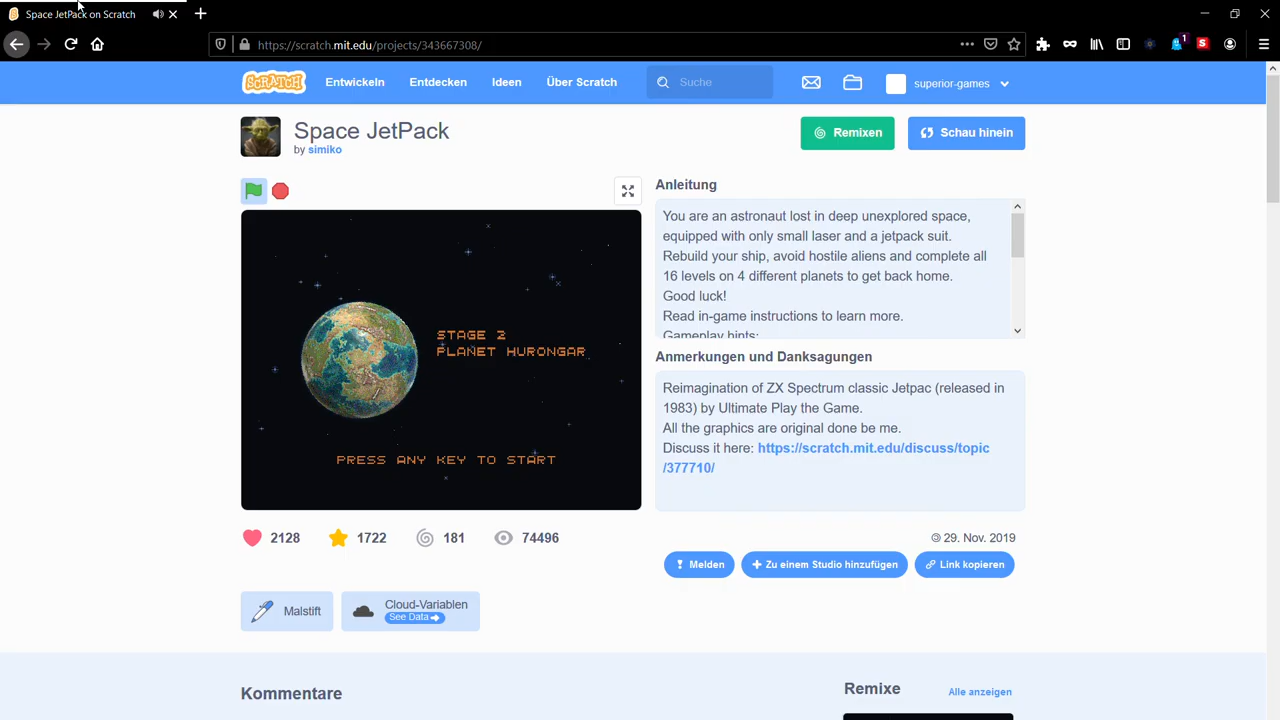 Space JetPack on Scratch
https://scratch.mit.edu/projects/343667308/
1
S
SCRATCH
Entwickeln
Entdecken
Ideen
Über Scratch
Suche
superior-games
Space JetPack
by simiko
Remixen
Schau hinein
Anleitung
You are an astronaut lost in deep unexplored space,
equipped with only small laser and a jetpack suit.
Rebuild your ship, avoid hostile aliens and complete all
16 levels on 4 different planets to get back home.
Good luck!
Read in-game instructions to learn more.
Gameplay hints:
STAGE 2
PLANET HURONGAR
PRESS ANY KEY TO START
Anmerkungen und Danksagungen
Reimagination of ZX Spectrum classic Jetpac (released in
1983) by Ultimate Play the Game.
All the graphics are original done be me.
Discuss it here: https://scratch.mit.edu/discuss/topic
/377710/
2128
1722
181
74496
29. Nov. 2019
Melden
Zu einem Studio hinzufügen
Link kopieren
Malstift
Cloud-Variablen
See Data
Kommentare
Remixe
Alle anzeigen